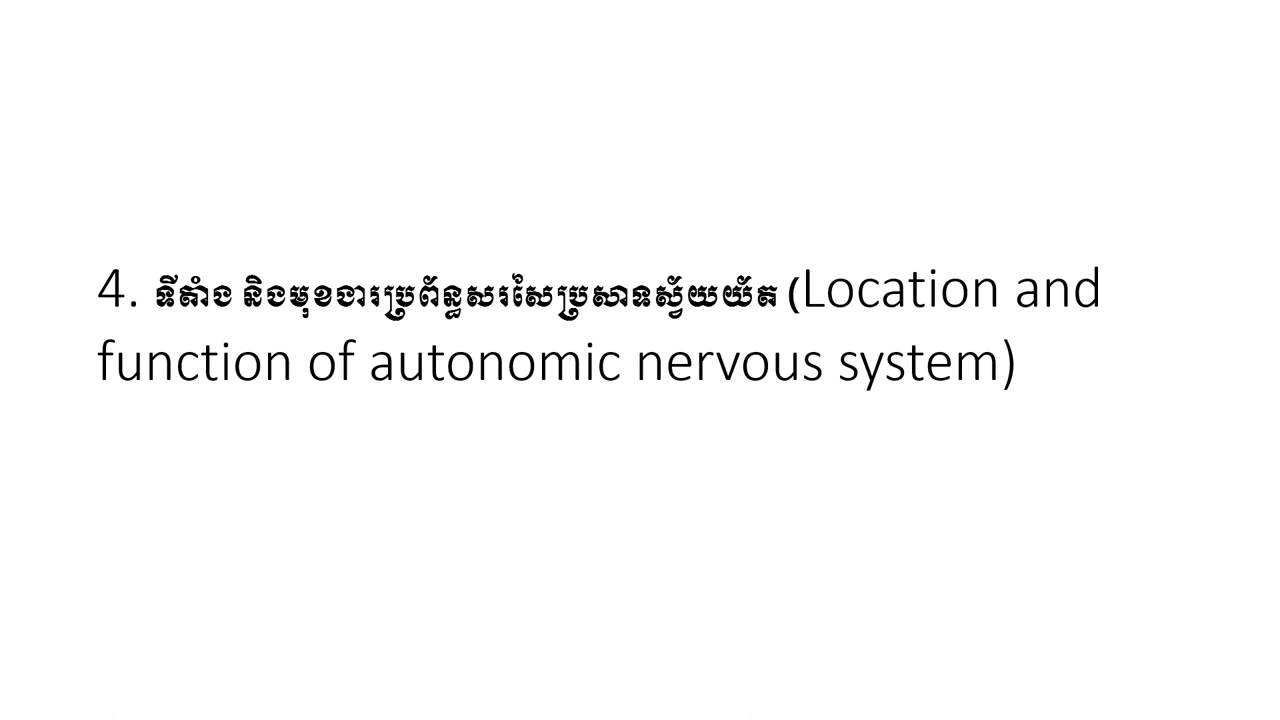 4. ទីតាំង និងមុខងារប្រព័ន្ធសរសៃប្រសាទស្វ័យយ័ត (Location and
function of autonomic nervous system)